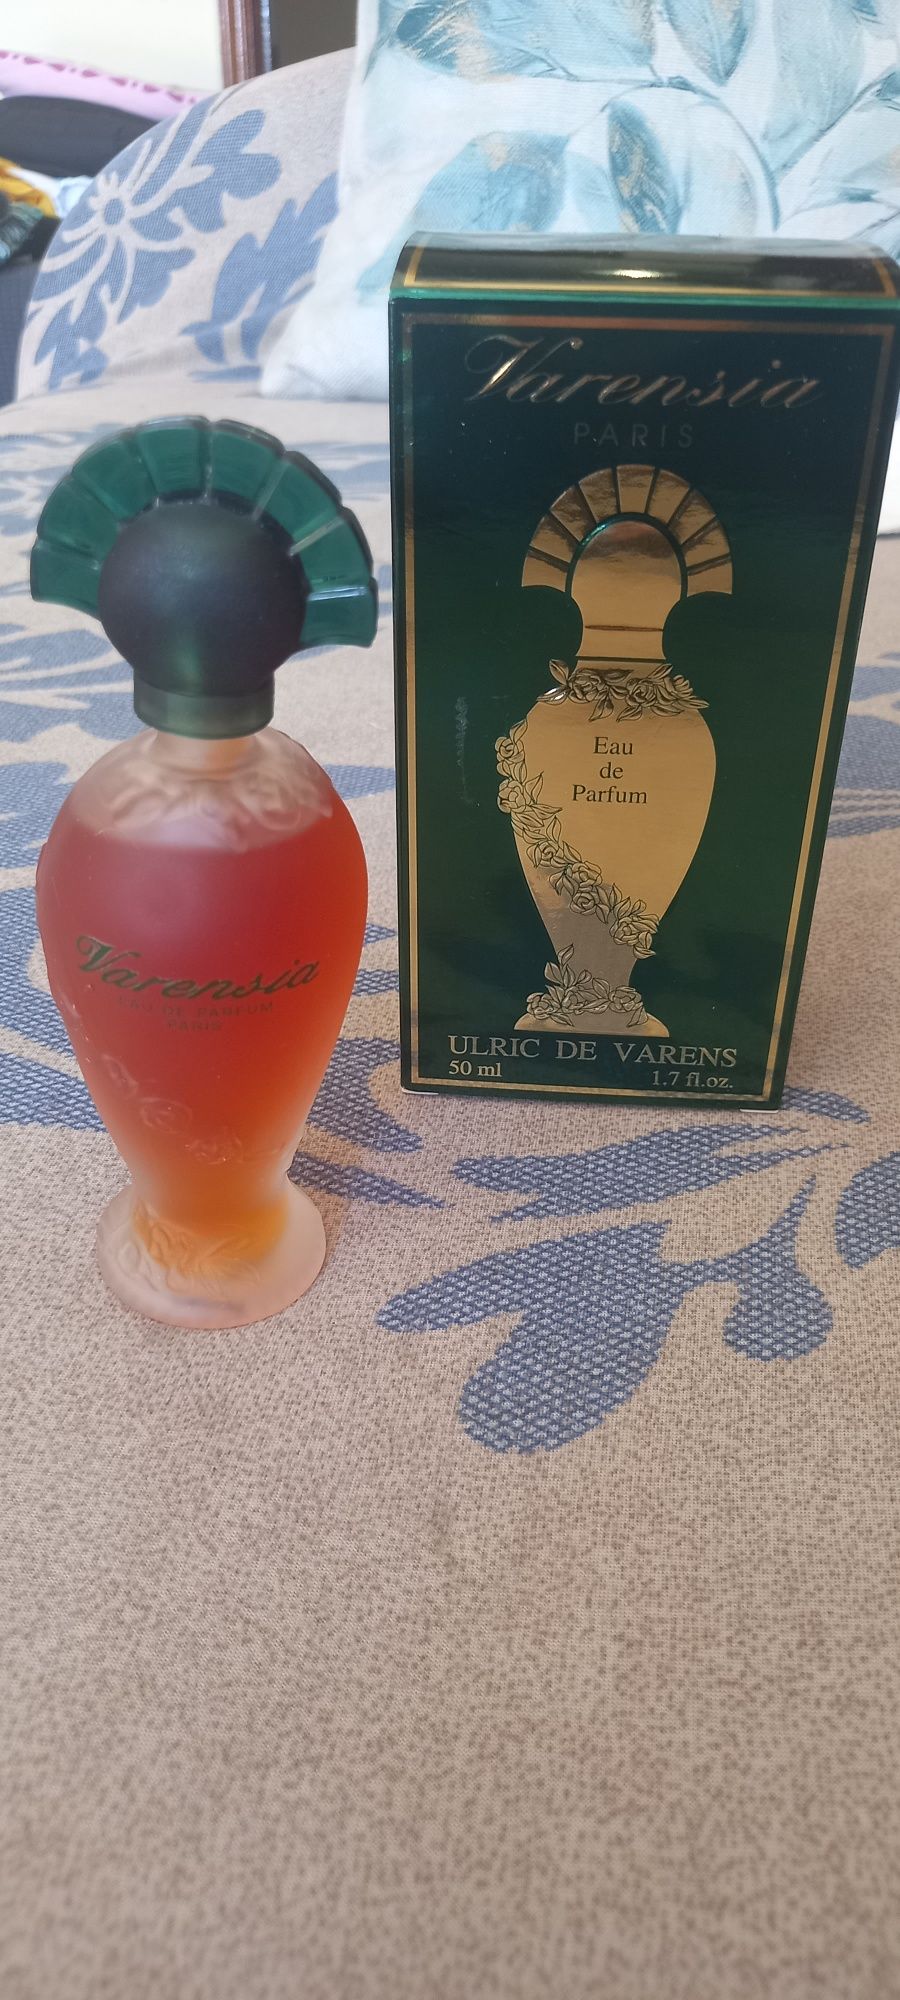 Varensia
PARIS
Eau
de
Parfum
ULRIC DE VARENS
50 ml 1.7 fl.oz.
Varensia
EAU DE PARFUM
PARIS